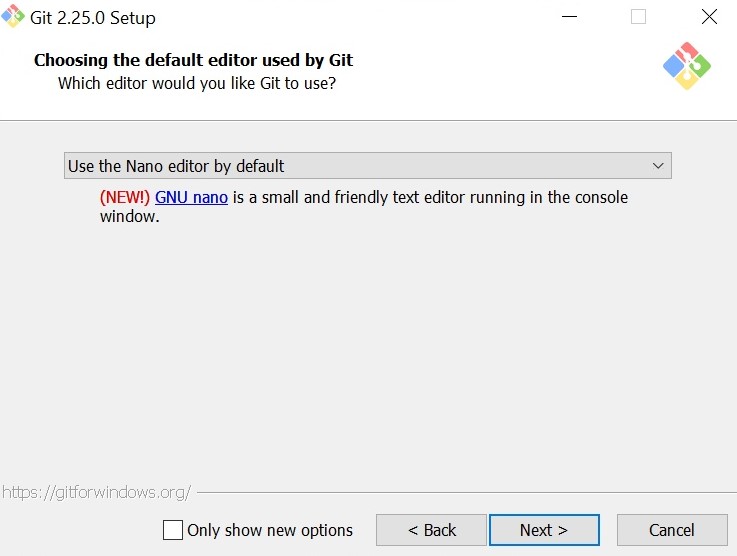 Git 2.25.0 Setup
Choosing the default editor used by Git
Which editor would you like Git to use?
Use the Nano editor by default
(NEW!) GNU nano is a small and friendly text editor running in the console
window.
https://gitforwindows.org/
Only show new options
< Back
Next >
Cancel